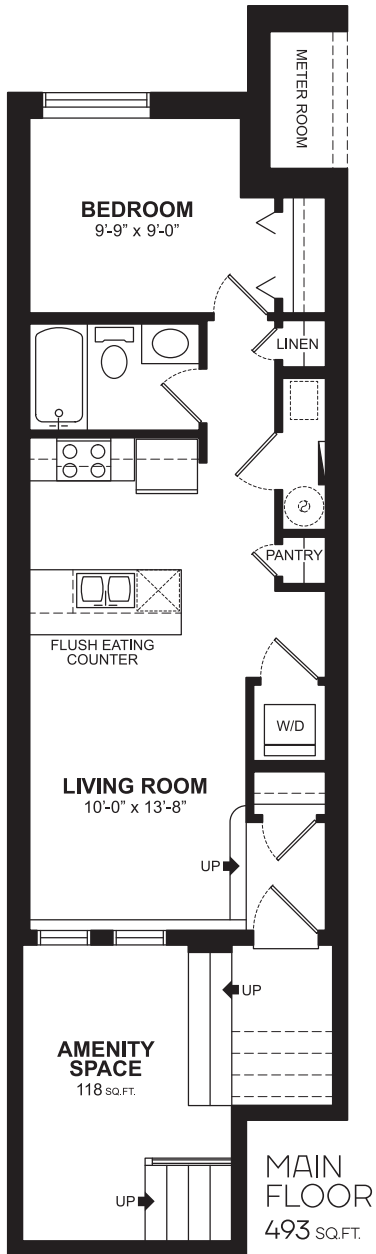 METER ROOM
BEDROOM
9'-9" x 9'-0"
LINEN
PANTRY
FLUSH EATING
COUNTER
W/D
LIVING ROOM
10'-0" x 13'-8"
UP
UP
AMENITY
SPACE
118 SQ.FT.
UP
MAIN
FLOOR
493 SQ.FT.